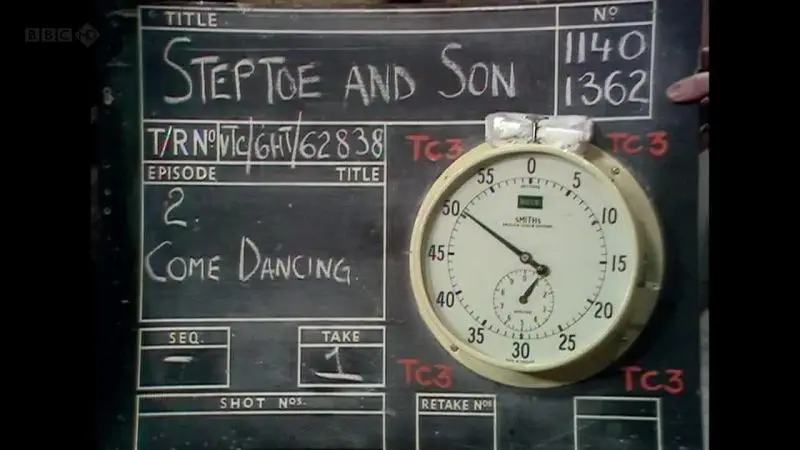 BBC HD
TITLE
Nº
STEPTOE AND SON
1140
1362
T/R Nº VTC/6HT/62838
TC3
TC3
EPISODE TITLE
2.
COME DANCING.
0
5
10
15
20
25
30
35
40
45
50
55
SMITHS
SEQ.
–
TAKE
1
TC3
TC3
SHOT Nºs.
RETAKE Nºs